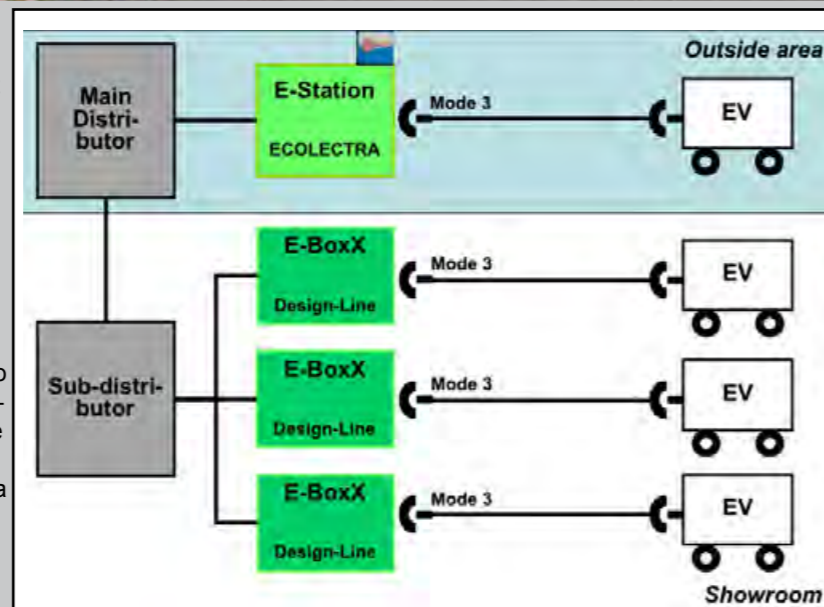 Outside area
Main
Distri-
butor
E-Station
ECOLECTRA
Mode 3
EV
E-BoxX
Design-Line
Mode 3
EV
Sub-distri-
butor
E-BoxX
Design-Line
Mode 3
EV
E-BoxX
Design-Line
Mode 3
EV
Showroom